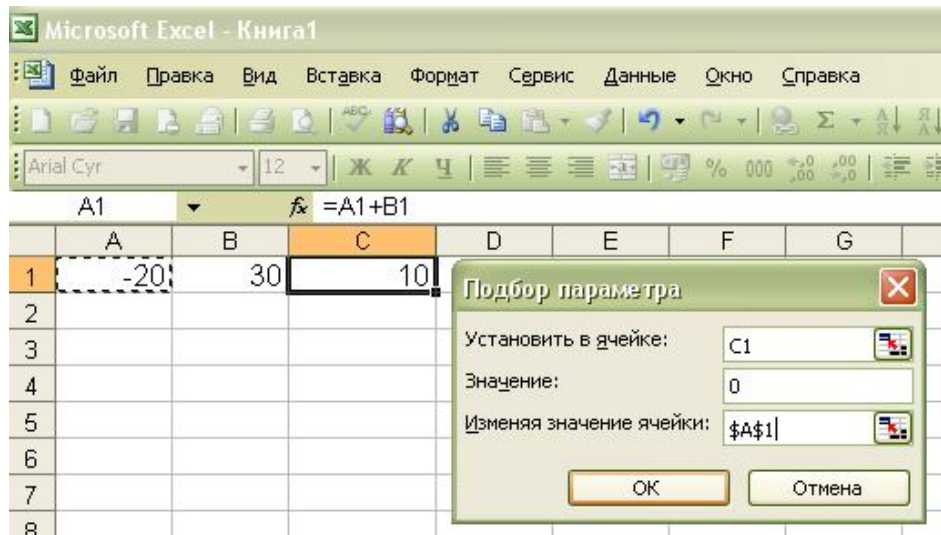 Microsoft Excel - Книга1
Файл Правка Вид Вставка Формат Сервис Данные Окно Справка
Arial Cyr 12 Ж К Ч % 000
A1 fx =A1+B1
A B C D E F G
1 -20 30 10
Подбор параметра
2
Установить в ячейке: C1
3
Значение: 0
4
Изменяя значение ячейки: $A$1
5
6
ОК Отмена
7
8